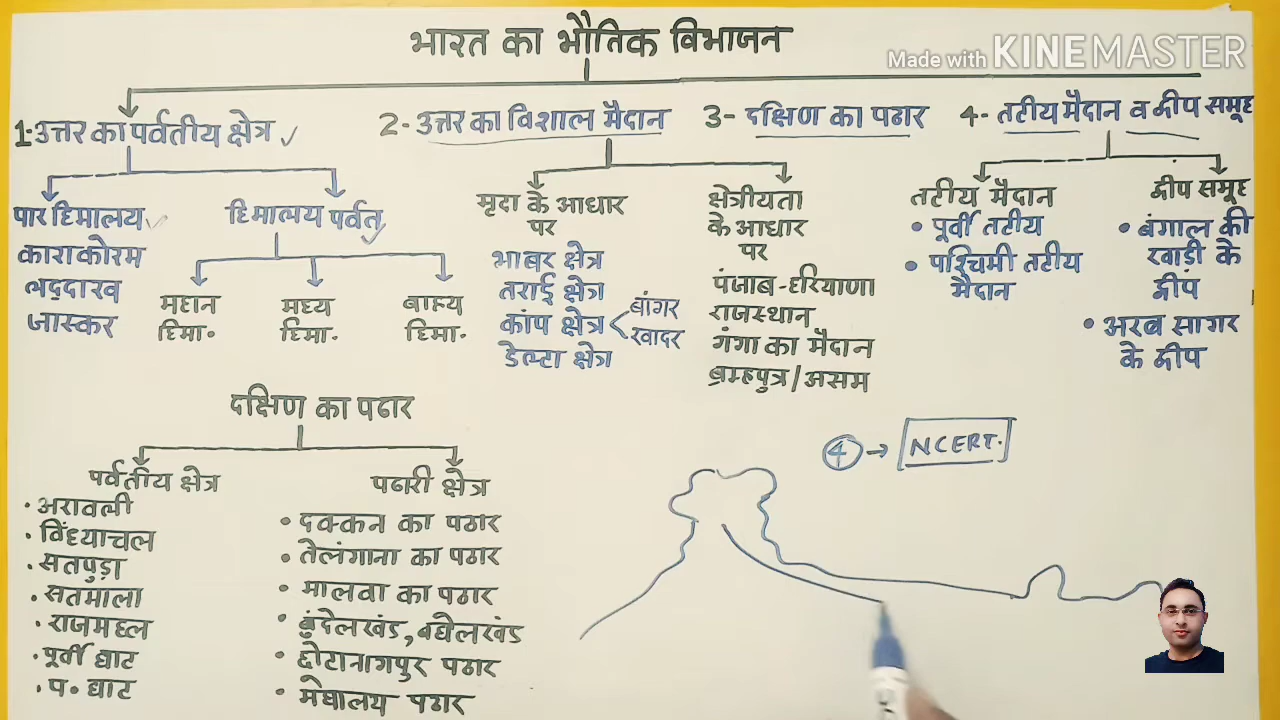 भारत का भौतिक विभाजन
Made with KINEMASTER
1·उत्तर का पर्वतीय क्षेत्र
2- उत्तर का विशाल मैदान
3- दक्षिण का पठार
4- तटीय मैदान व द्वीप समूह
पार हिमालय
काराकोरम
लद्दाख
जास्कर
हिमालय पर्वत
महान
हिमा.
मध्य
हिमा.
बाह्य
हिमा.
मृदा के आधार
पर
भाबर क्षेत्र
तराई क्षेत्र
कांप क्षेत्र
बांगर
खादर
डेल्टा क्षेत्र
क्षेत्रीयता
के आधार
पर
पंजाब-हरियाणा
राजस्थान
गंगा का मैदान
ब्रम्हपुत्र/असम
तटीय मैदान
• पूर्वी तटीय
• पश्चिमी तटीय
मैदान
द्वीप समूह
• बंगाल की
खाड़ी के
द्वीप
• अरब सागर
के द्वीप
दक्षिण का पठार
पर्वतीय क्षेत्र
· अरावली
· विंध्याचल
· सतपुड़ा
· सतमाला
· राजमहल
· पूर्वी घाट
· प० घाट
पठारी क्षेत्र
• दक्कन का पठार
• तेलंगाना का पठार
• मालवा का पठार
• बुंदेलखंड, बघेलखंड
• छोटानागपुर पठार
• मेघालय पठार
4 → NCERT.